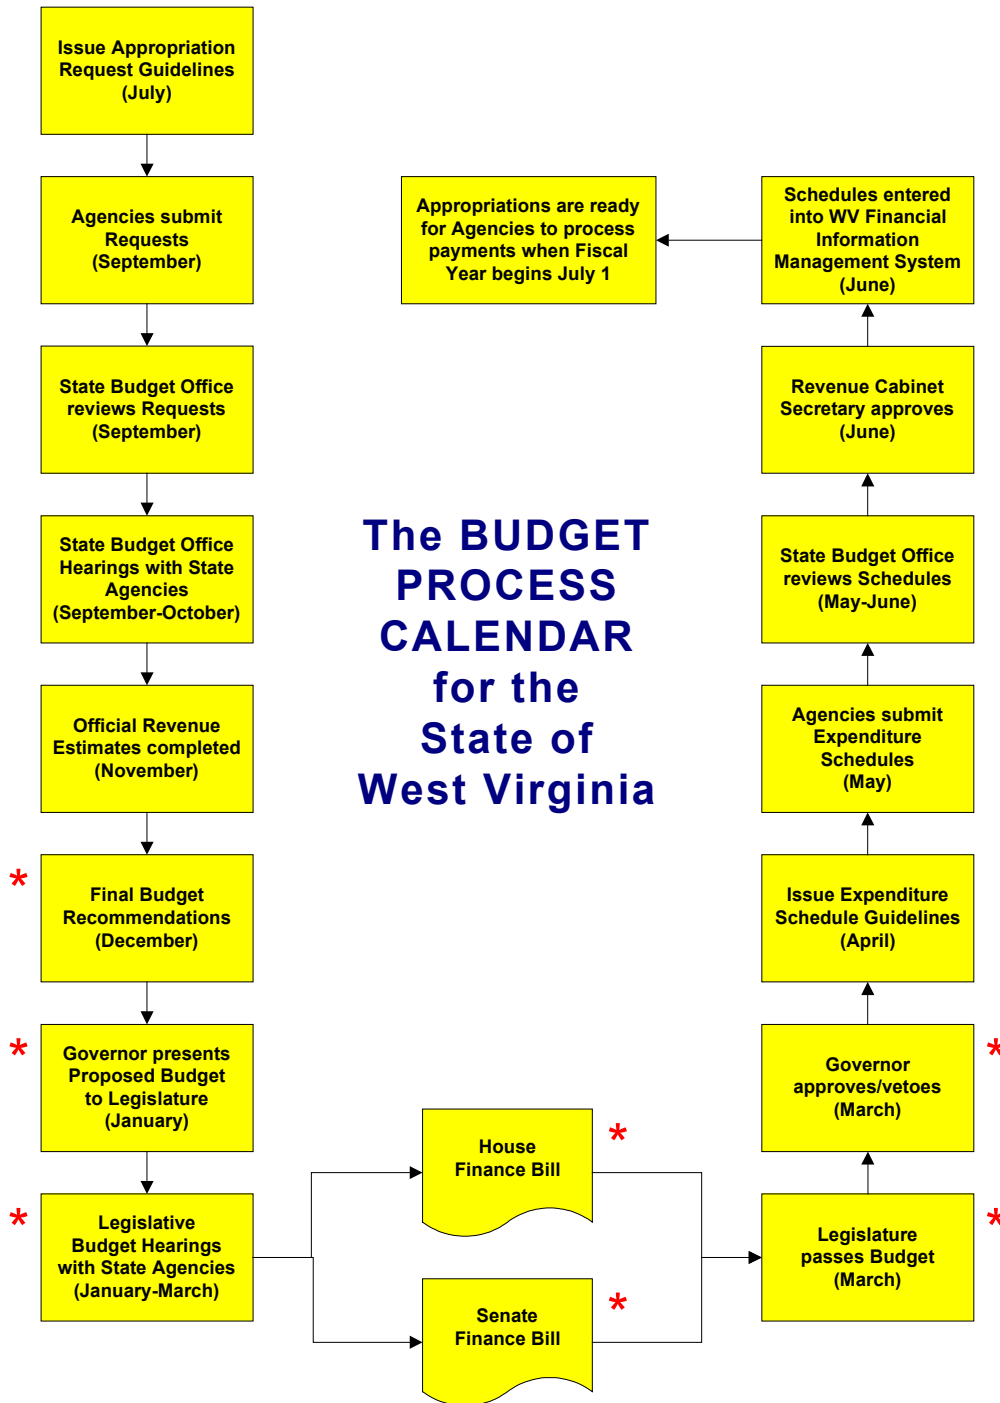 Issue Appropriation
Request Guidelines
(July)
Agencies submit
Requests
(September)
State Budget Office
reviews Requests
(September)
State Budget Office
Hearings with State
Agencies
(September-October)
Official Revenue
Estimates completed
(November)
*
Final Budget
Recommendations
(December)
*
Governor presents
Proposed Budget
to Legislature
(January)
*
Legislative
Budget Hearings
with State Agencies
(January-March)
House
Finance Bill
*
Senate
Finance Bill
*
Legislature
passes Budget
(March)
*
Governor
approves/vetoes
(March)
*
Issue Expenditure
Schedule Guidelines
(April)
Agencies submit
Expenditure
Schedules
(May)
State Budget Office
reviews Schedules
(May-June)
Revenue Cabinet
Secretary approves
(June)
Schedules entered
into WV Financial
Information
Management System
(June)
Appropriations are ready
for Agencies to process
payments when Fiscal
Year begins July 1
The BUDGET
PROCESS
CALENDAR
for the
State of
West Virginia